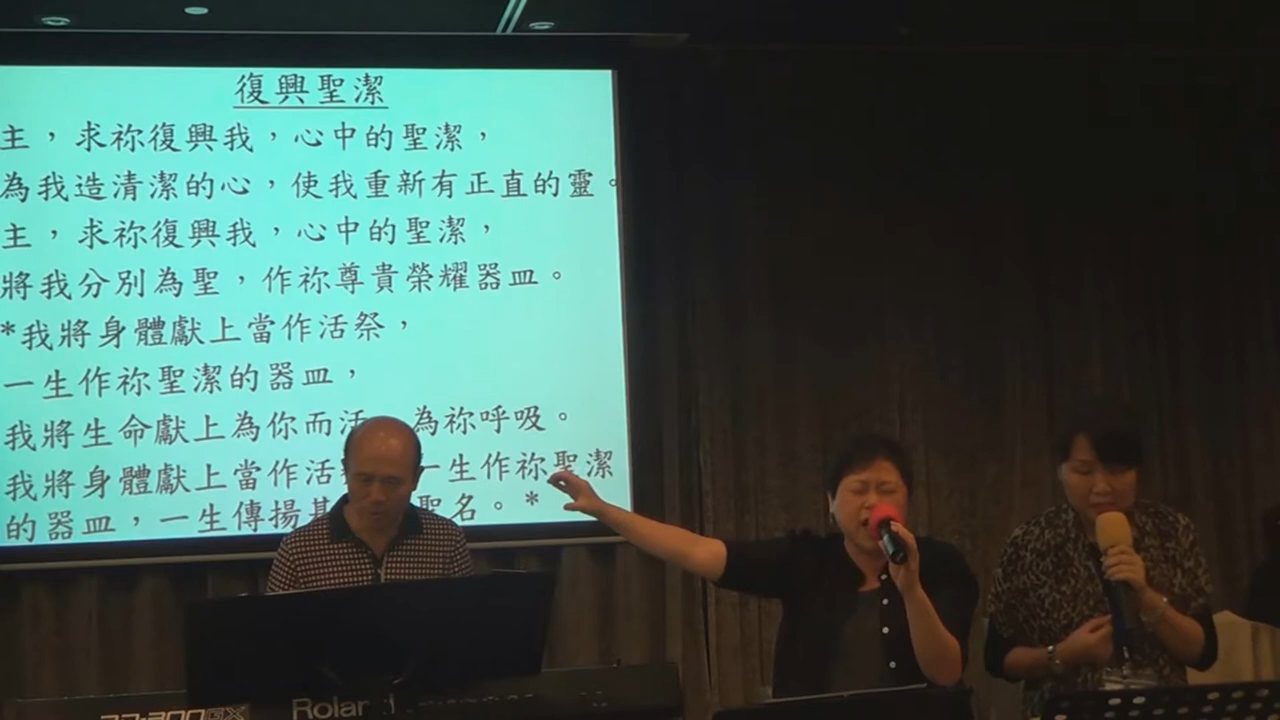 復興聖潔
主，求祢復興我，心中的聖潔，
為我造清潔的心，使我重新有正直的靈。
主，求祢復興我，心中的聖潔，
將我分別為聖，作祢尊貴榮耀器皿。
*我將身體獻上當作活祭，
一生作祢聖潔的器皿，
我將生命獻上為你而活 為祢呼吸。
我將身體獻上當作活 一生作祢聖潔
的器皿，一生傳揚 聖名。*
Roland